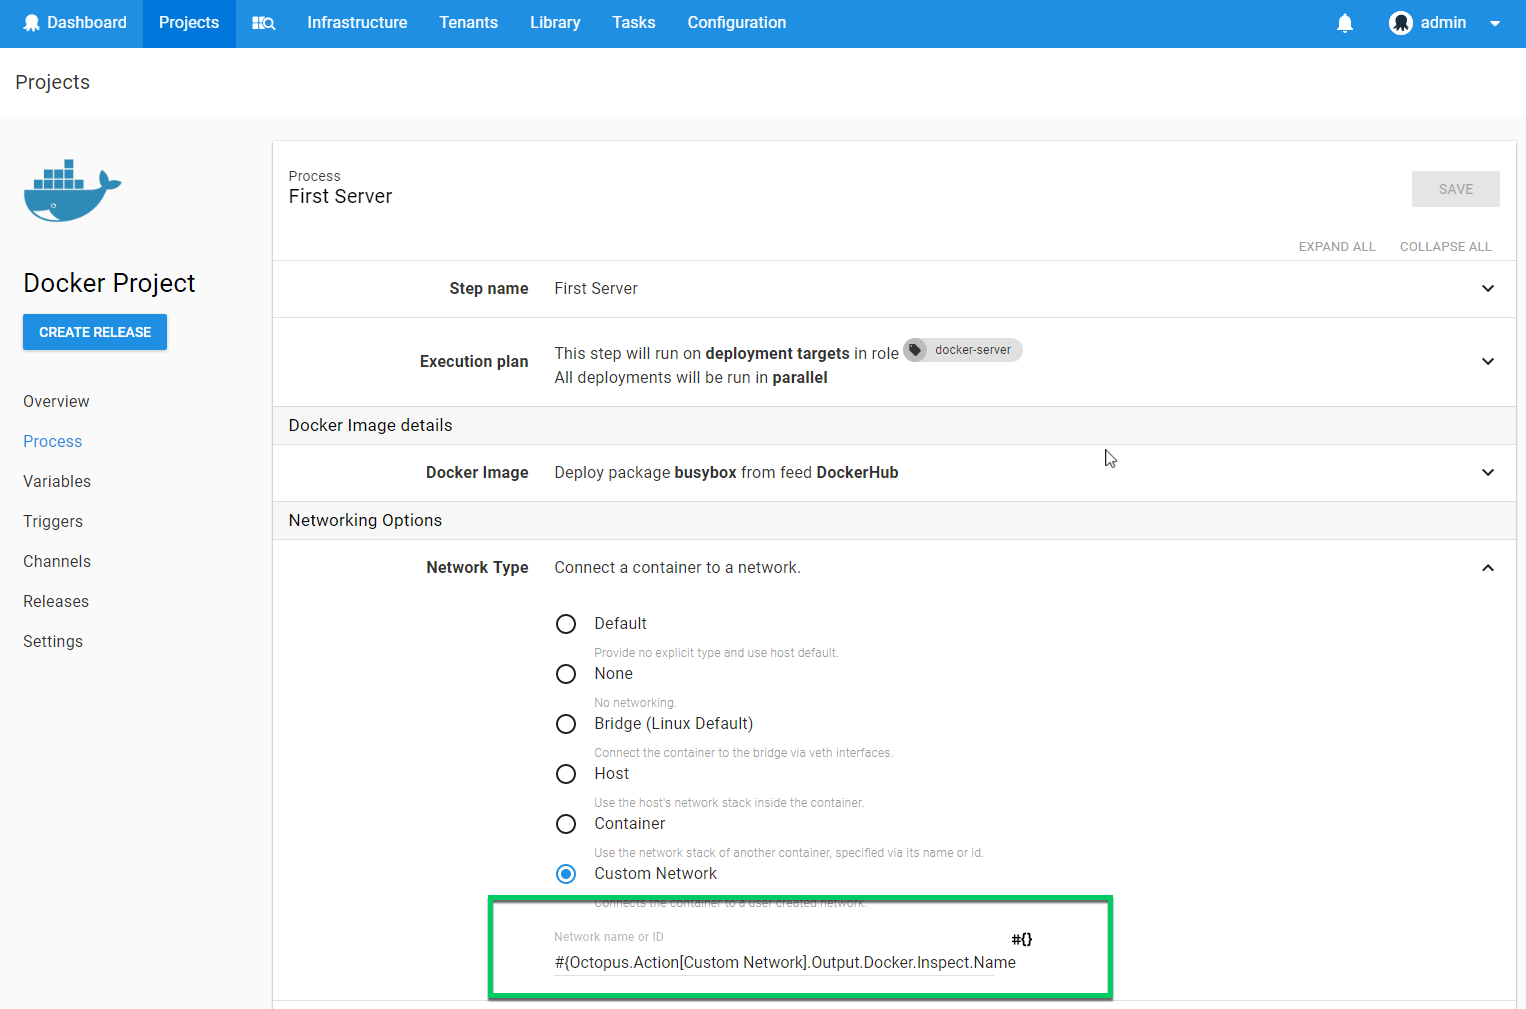 Dashboard Projects Infrastructure Tenants Library Tasks Configuration admin
Projects
Process
First Server
SAVE
EXPAND ALL COLLAPSE ALL
Docker Project
CREATE RELEASE
Overview
Process
Variables
Triggers
Channels
Releases
Settings
Step name First Server
Execution plan This step will run on deployment targets in role docker-server
All deployments will be run in parallel
Docker Image details
Docker Image Deploy package busybox from feed DockerHub
Networking Options
Network Type Connect a container to a network.
Default
Provide no explicit type and use host default.
None
No networking.
Bridge (Linux Default)
Connect the container to the bridge via veth interfaces.
Host
Use the host's network stack inside the container.
Container
Use the network stack of another container, specified via its name or id.
Custom Network
Connects the container to a user created network.
Network name or ID
#{}
#{Octopus.Action[Custom Network].Output.Docker.Inspect.Name